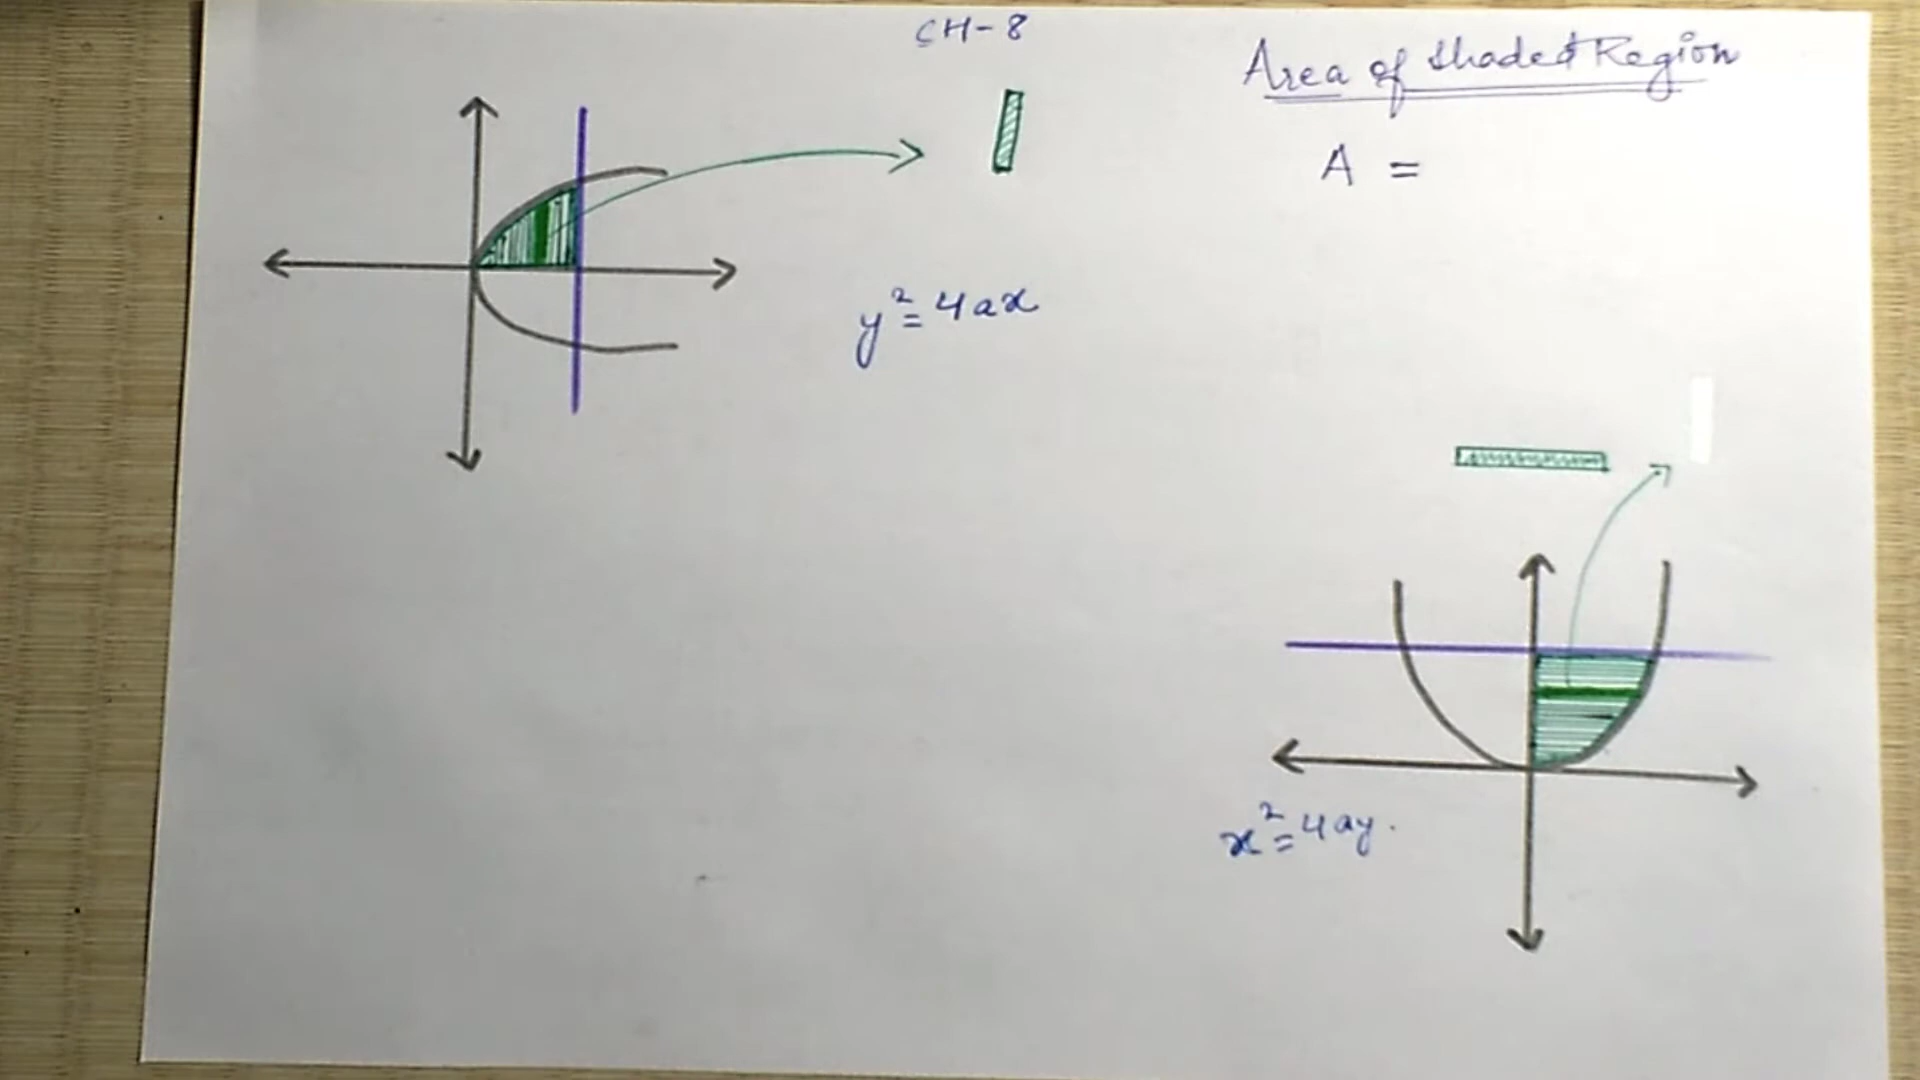 CH-8
Area of shaded Region
A =
y² = 4ax
x² = 4ay.